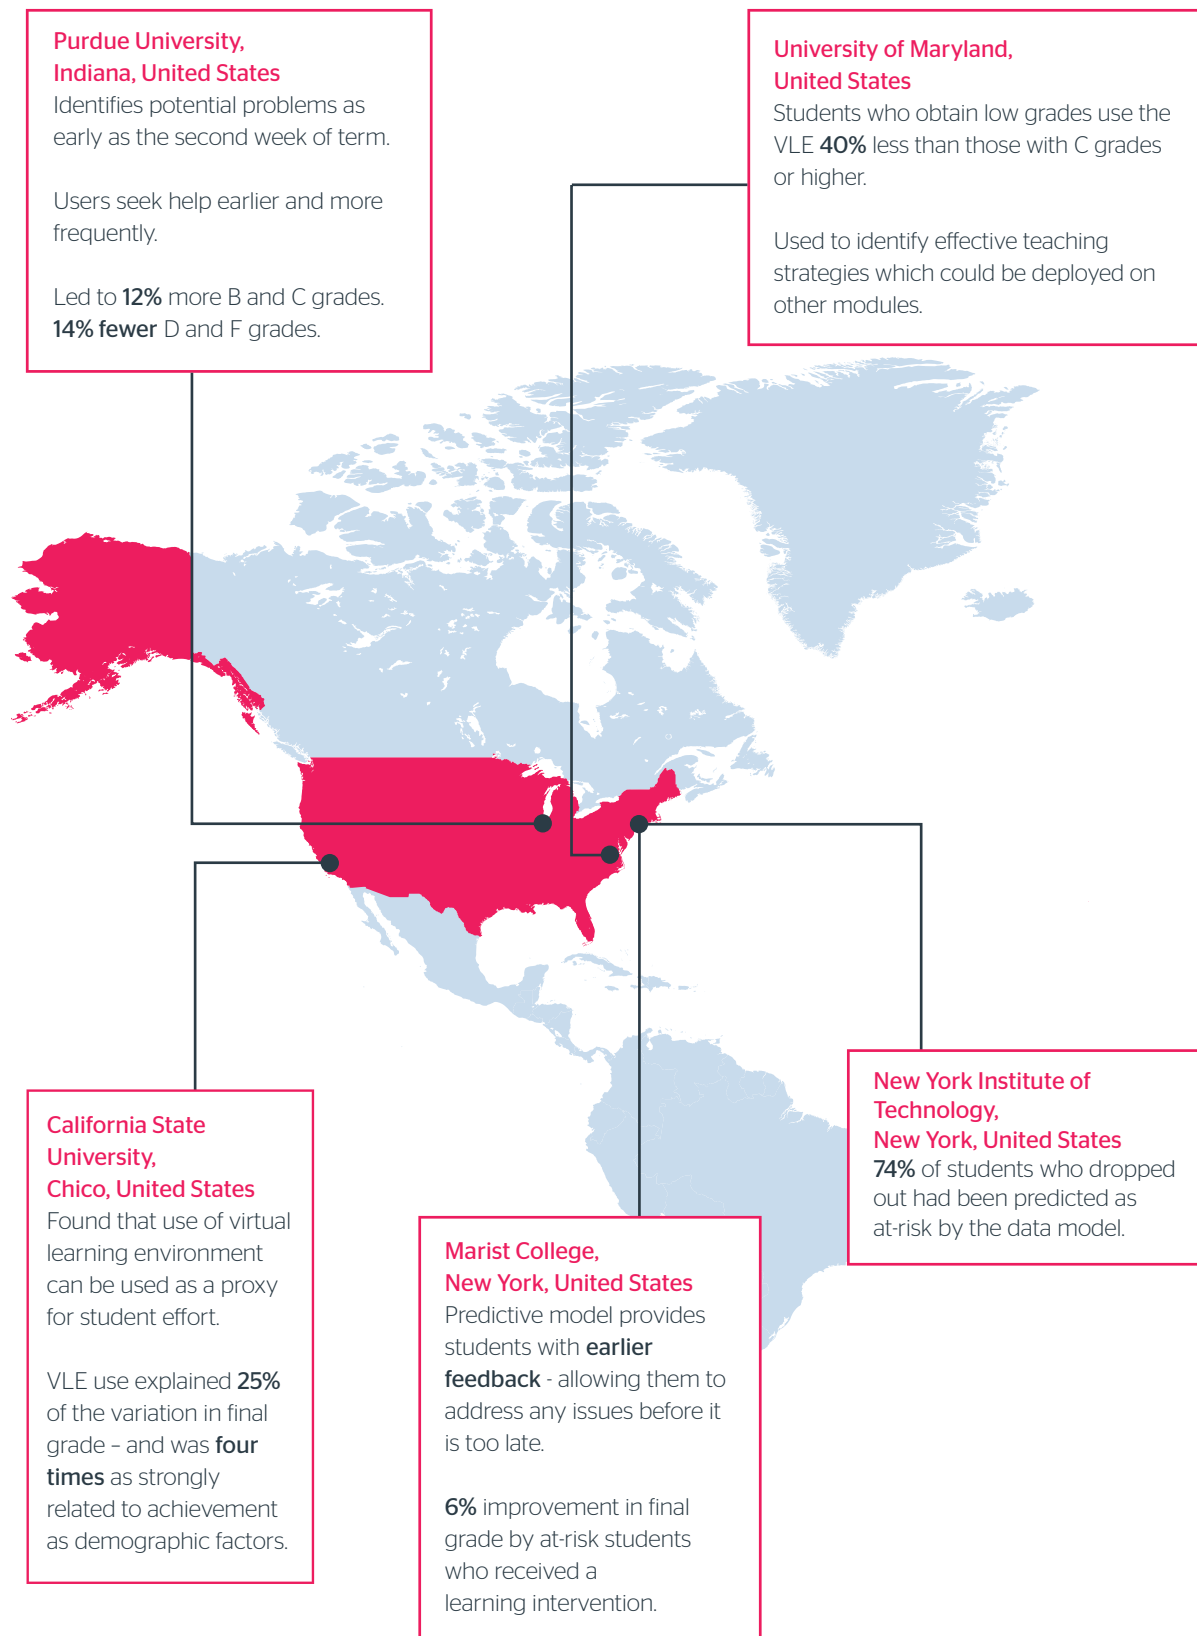 Purdue University,
Indiana, United States
Identifies potential problems as
early as the second week of term.
Users seek help earlier and more
frequently.
Led to 12% more B and C grades.
14% fewer D and F grades.
University of Maryland,
United States
Students who obtain low grades use the
VLE 40% less than those with C grades
or higher.
Used to identify effective teaching
strategies which could be deployed on
other modules.
California State
University,
Chico, United States
Found that use of virtual
learning environment
can be used as a proxy
for student effort.
VLE use explained 25%
of the variation in final
grade – and was four
times as strongly
related to achievement
as demographic factors.
Marist College,
New York, United States
Predictive model provides
students with earlier
feedback - allowing them to
address any issues before it
is too late.
6% improvement in final
grade by at-risk students
who received a
learning intervention.
New York Institute of
Technology,
New York, United States
74% of students who dropped
out had been predicted as
at-risk by the data model.